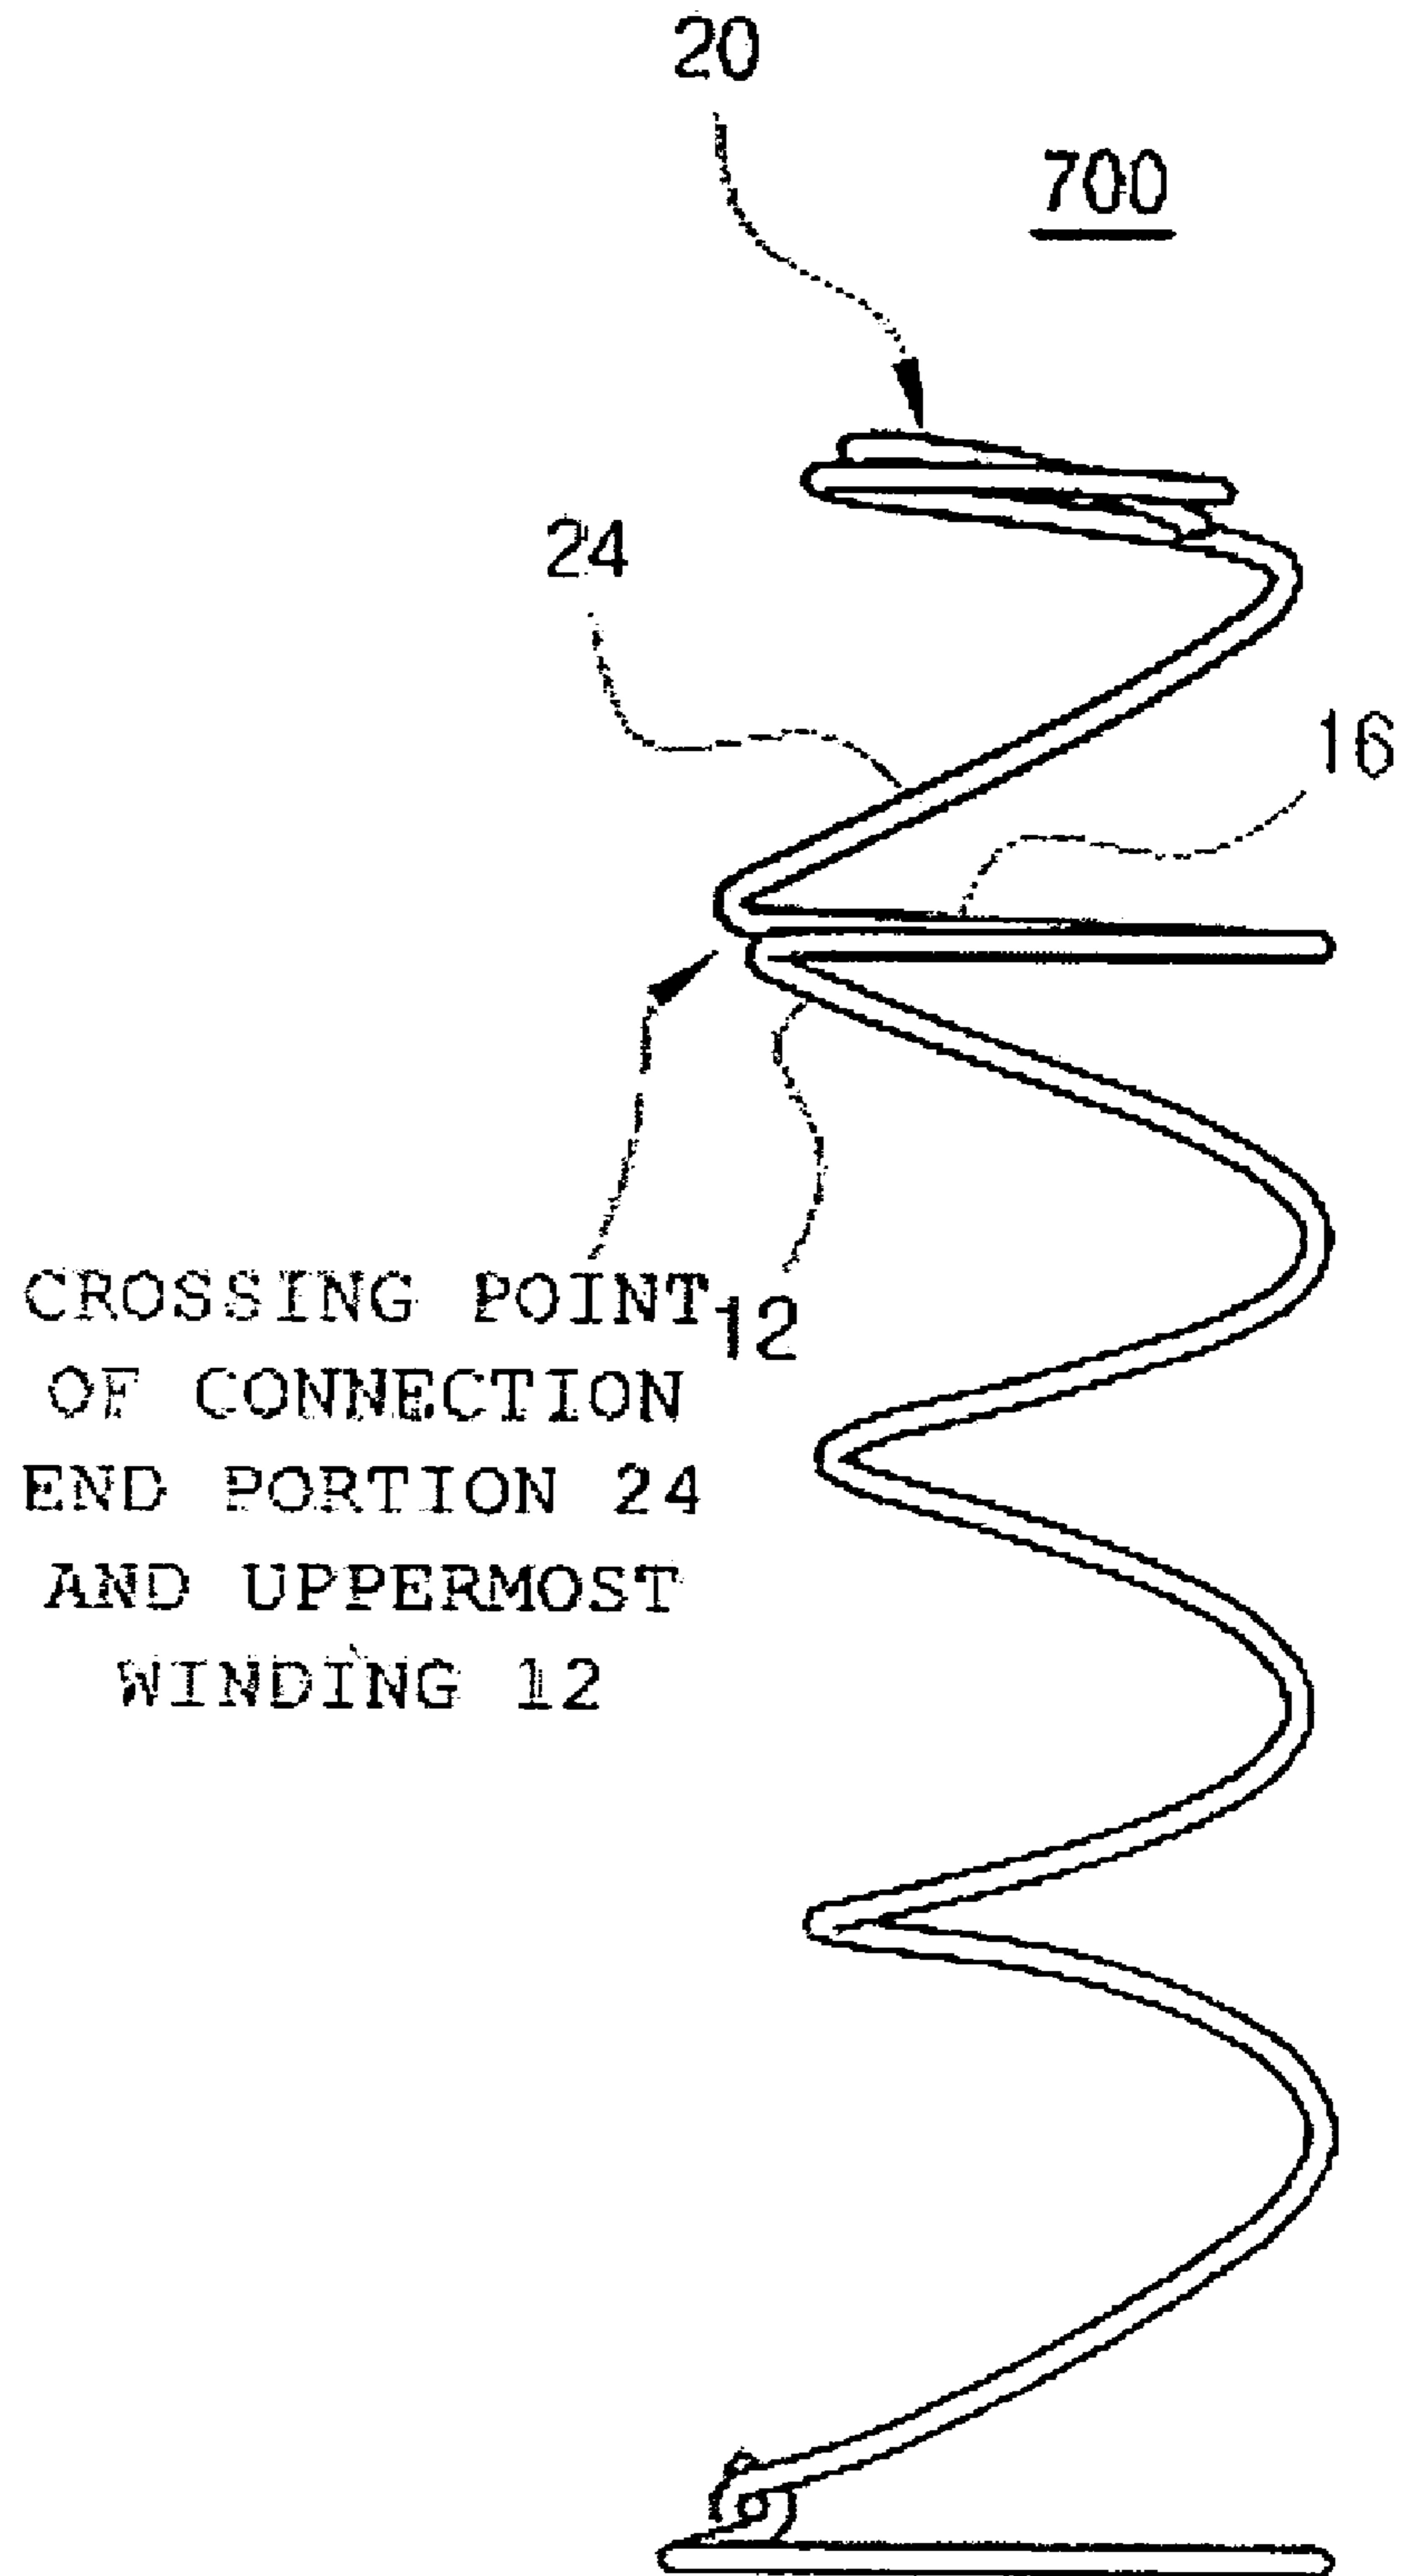 20
700
24
16
12
CROSSING POINT
OF CONNECTION
END PORTION 24
AND UPPERMOST
WINDING 12